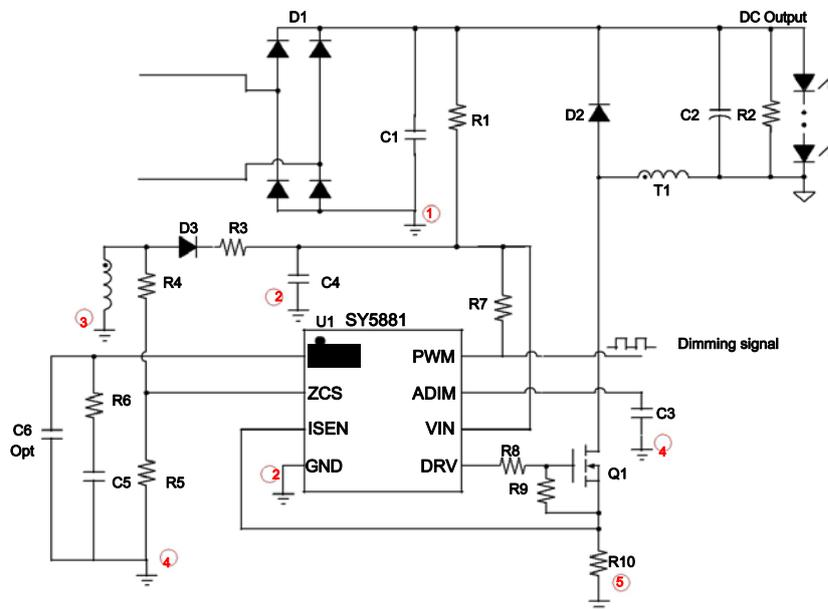 D1
DC Output
C1
R1
D2
C2
R2
1
T1
D3
R3
R4
C4
2
R7
3
U1 SY5881
PWM
Dimming signal
R6
ZCS
ADIM
C3
C6
Opt
ISEN
VIN
4
R8
C5
R5
2
GND
DRV
R9
Q1
4
R10
5